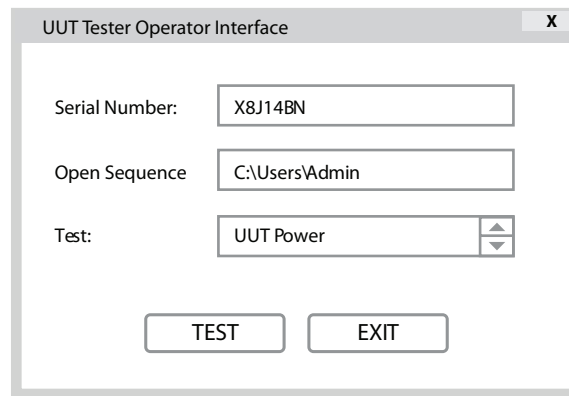 UUT Tester Operator Interface X
Serial Number: X8J14BN
Open Sequence C:\Users\Admin
Test: UUT Power
TEST EXIT